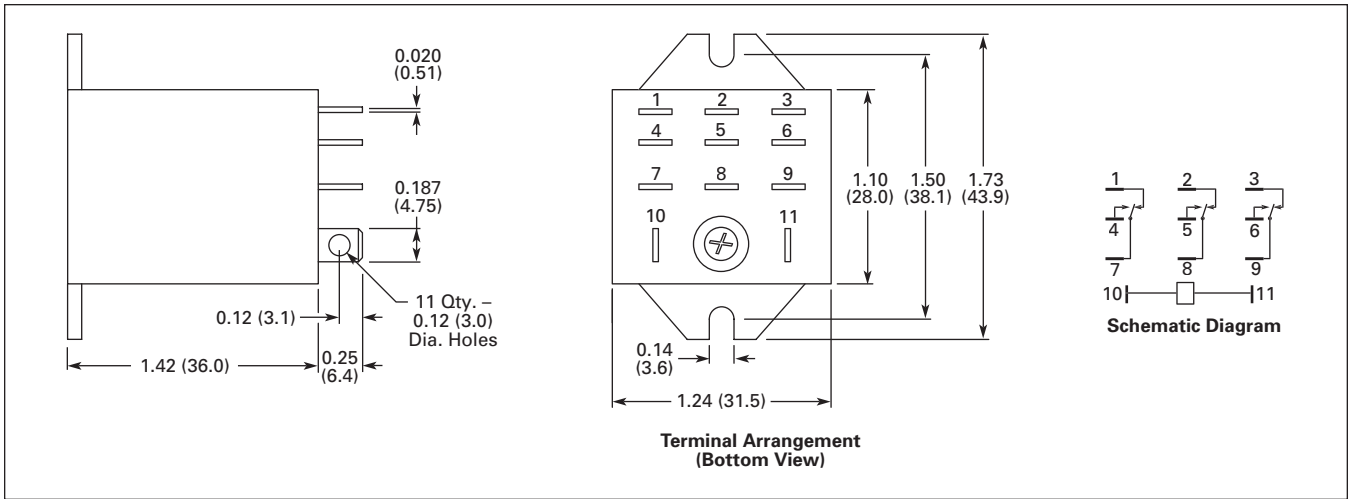 0.020
(0.51)
0.187
(4.75)
11 Qty. –
0.12 (3.0)
Dia. Holes
0.12 (3.1)
1.42 (36.0)
0.25
(6.4)
1 2 3
4 5 6
7 8 9
10 11
1.10
(28.0)
1.50
(38.1)
1.73
(43.9)
0.14
(3.6)
1.24 (31.5)
Terminal Arrangement
(Bottom View)
1 2 3
4 5 6
7 8 9
10 11
Schematic Diagram